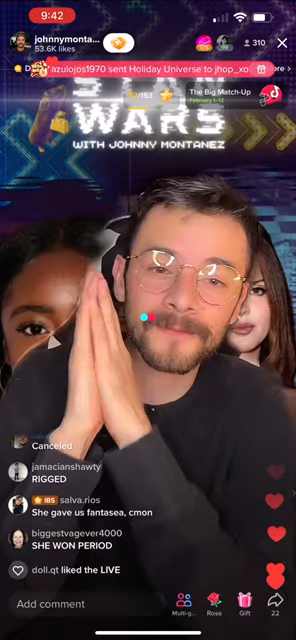 9:42
johnnymonta...
53.6K likes
310
azulojos1970 sent Holiday Universe to jhop_xo
/153
The Big Match-Up
February 1-12
WARS
WITH JOHNNY MONTANEZ
Canceled
jamacianshawty
RIGGED
IBS salva.rios
She gave us fantasea, cmon
biggestvagever4000
SHE WON PERIOD
doll.qt liked the LIVE
Add comment
Multi-g...
Rose
Gift
22